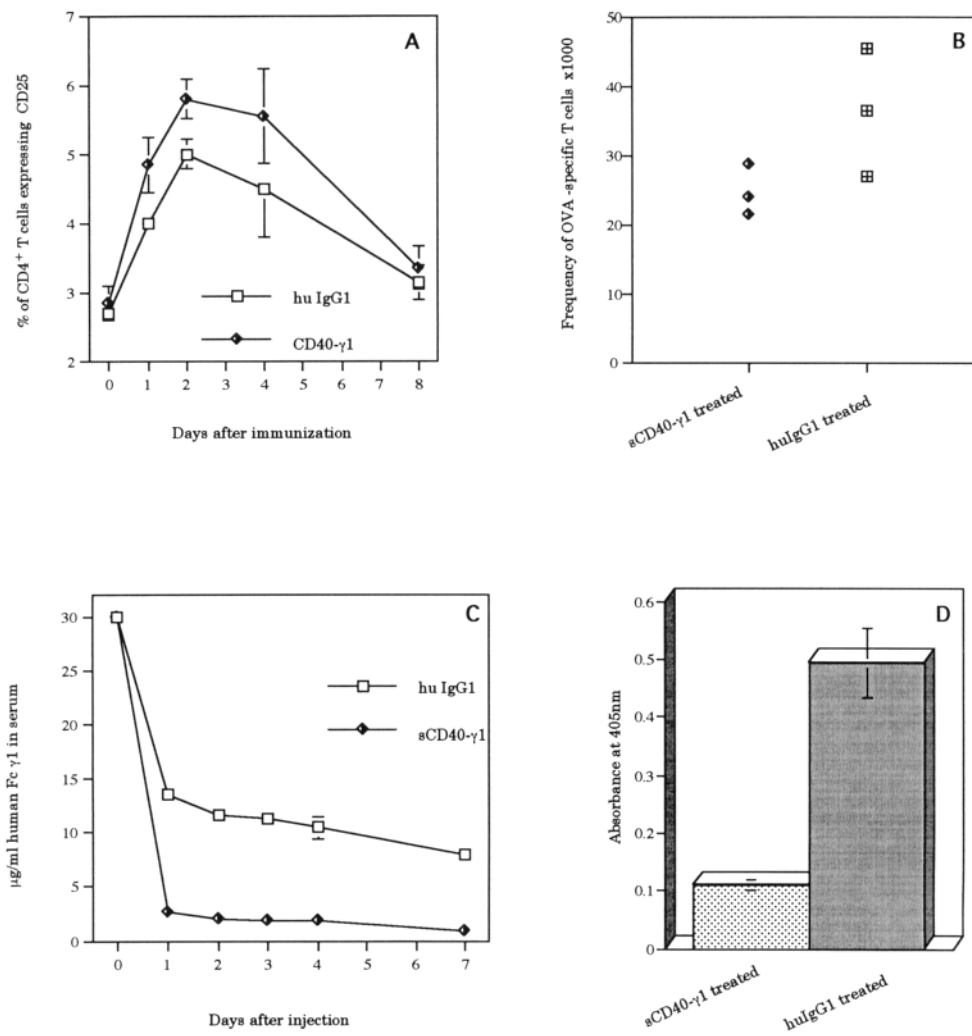 A
7
6
5
4
3
2
% of CD4+ T cells expressing CD25
hu IgG1
CD40-γ1
0 1 2 3 4 5 6 7 8
Days after immunization
B
50
40
30
20
10
0
Frequency of OVA -specific T cells x1000
sCD40-γ1 treated
huIgG1 treated
C
30
25
20
15
10
5
0
μg/ml human Fc γ1 in serum
hu IgG1
sCD40-γ1
0 1 2 3 4 5 6 7
Days after injection
D
0.6
0.5
0.4
0.3
0.2
0.1
0
Absorbance at 405nm
sCD40-γ1 treated
huIgG1 treated